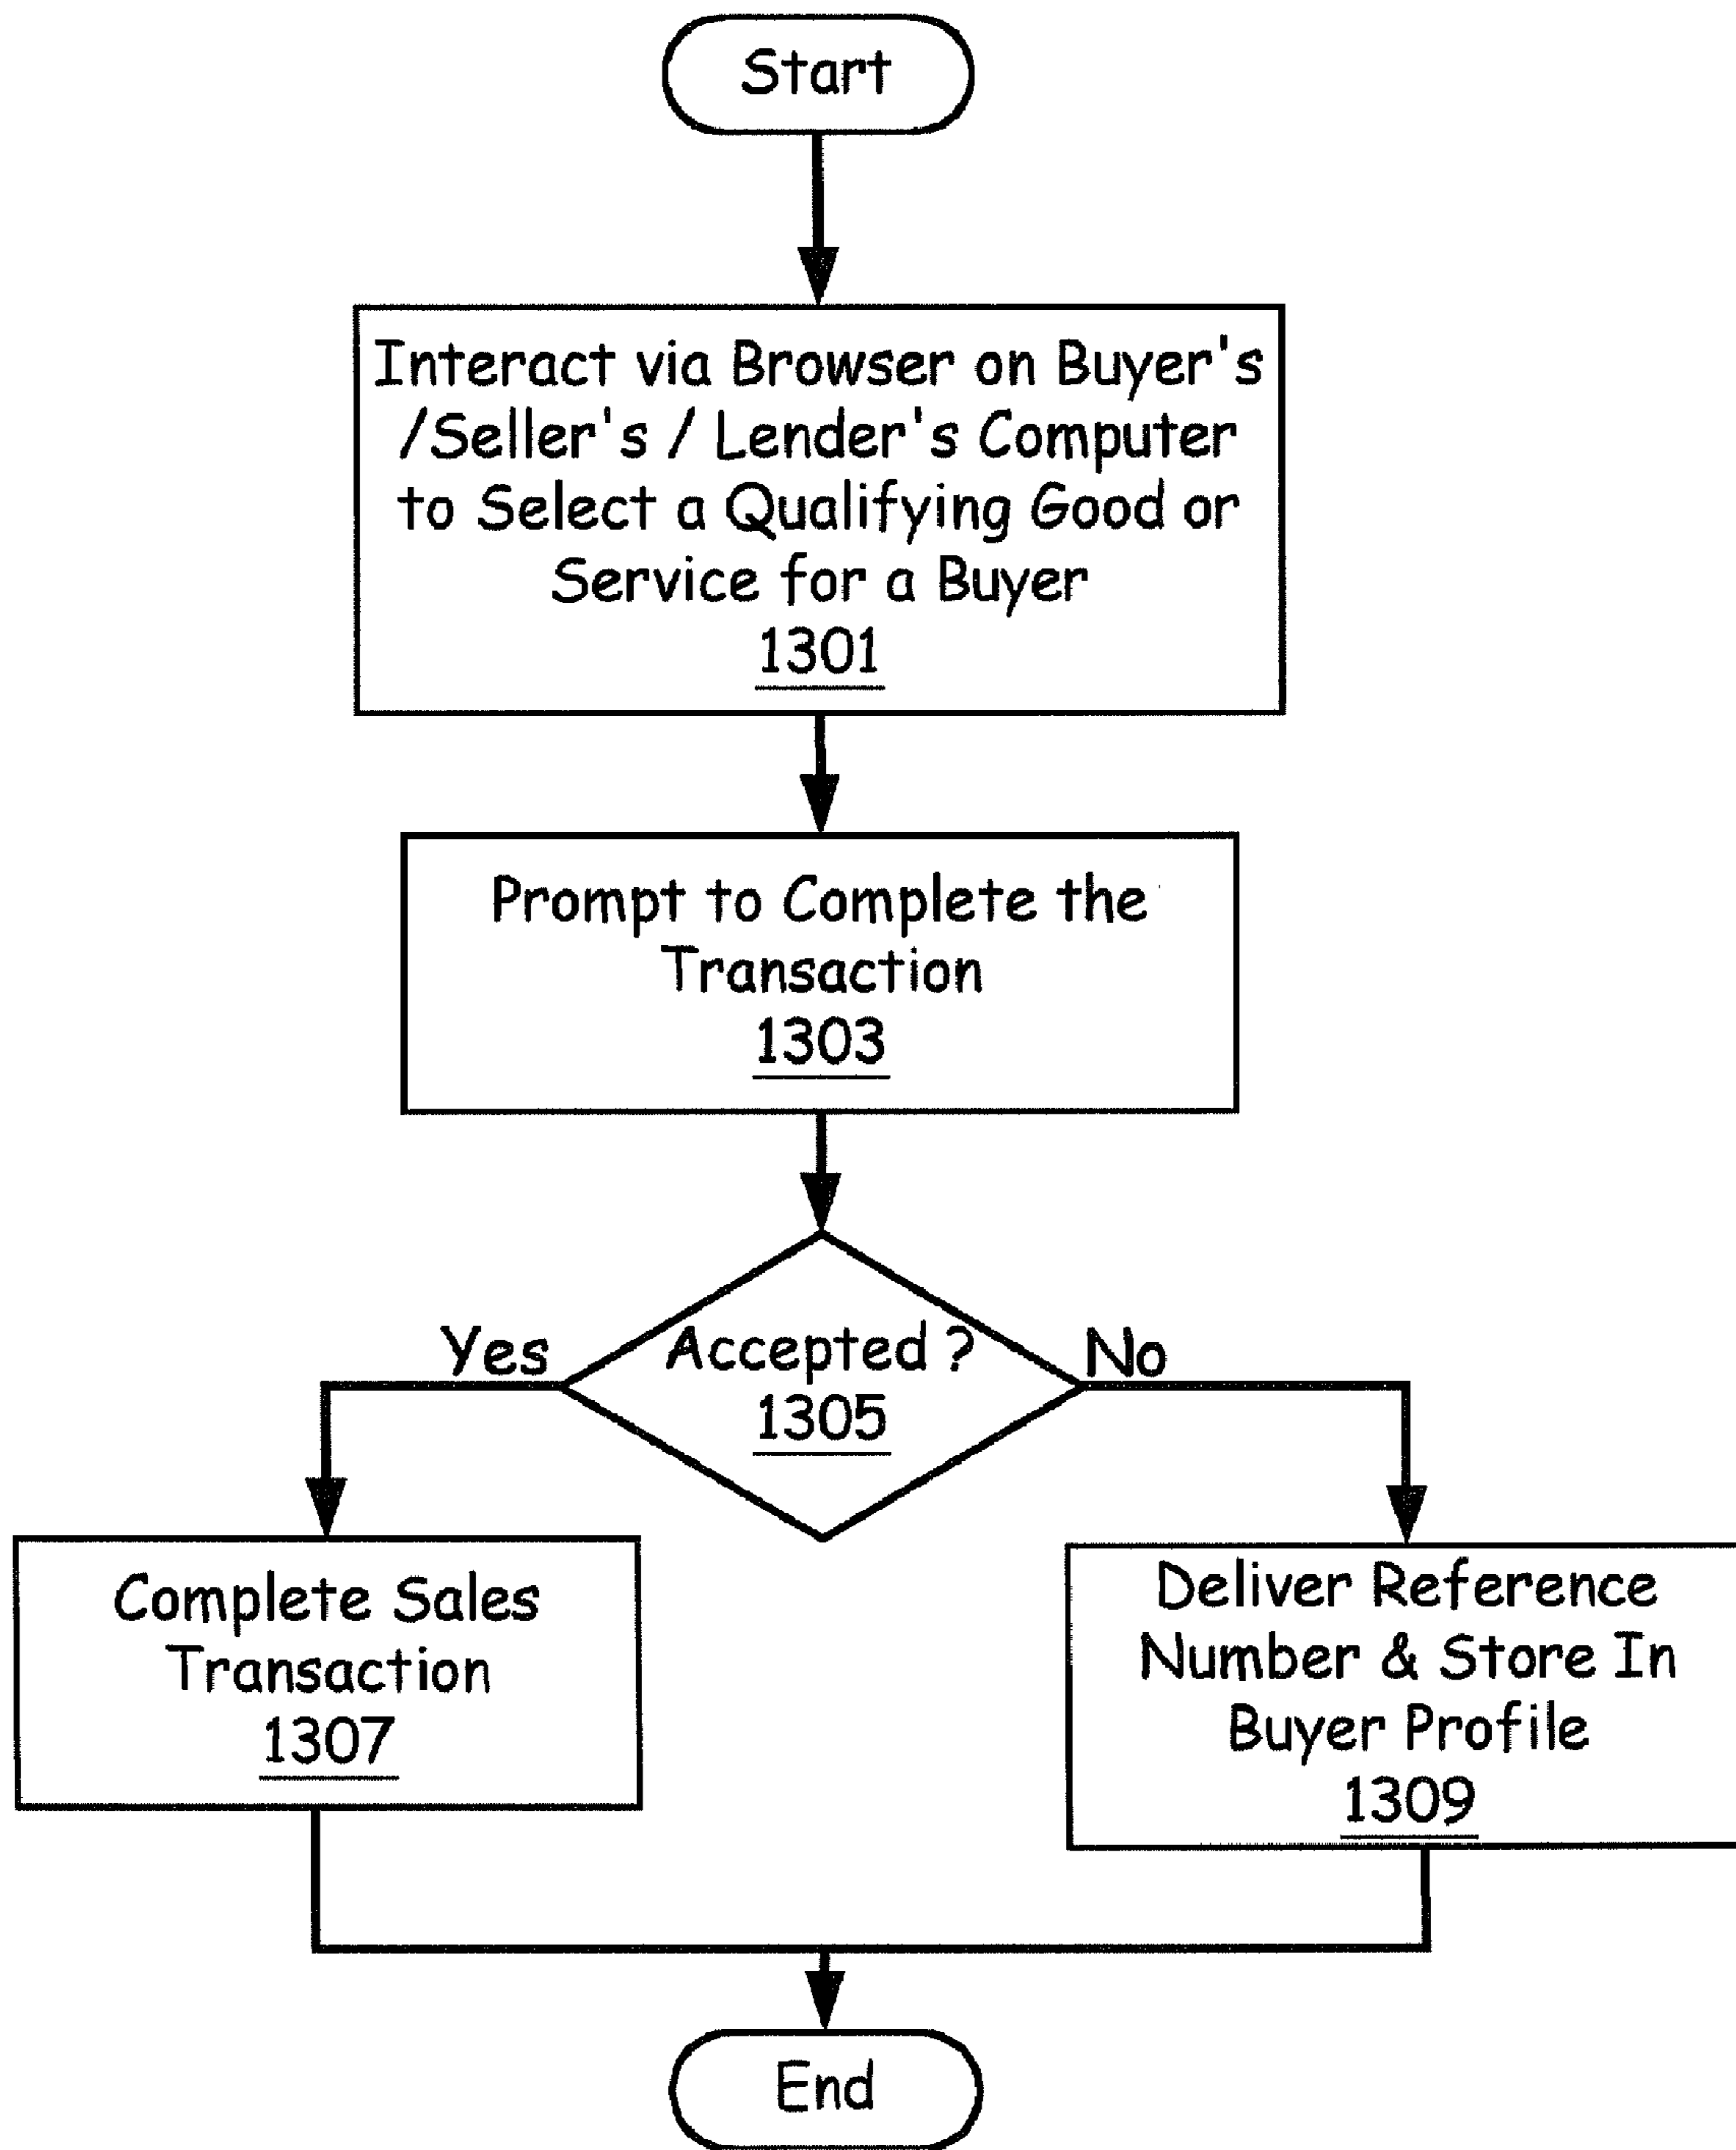 Start
Interact via Browser on Buyer's
/Seller's / Lender's Computer
to Select a Qualifying Good or
Service for a Buyer
1301
Prompt to Complete the
Transaction
1303
Accepted ?
1305
Yes
No
Complete Sales
Transaction
1307
Deliver Reference
Number & Store In
Buyer Profile
1309
End